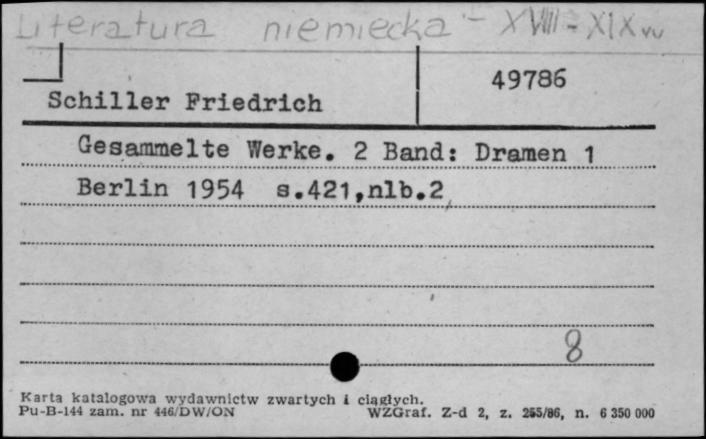 Literatura niemiecka - XVIII - XIX vv
49786
Schiller Friedrich
Gesammelte Werke. 2 Band: Dramen 1
Berlin 1954 s.421,nlb.2
8
Karta katalogowa wydawnictw zwartych i ciągłych.
Pu-B-144 zam. nr 446/DW/ON WZGraf. Z-d 2, z. 255/86, n. 6 350 000